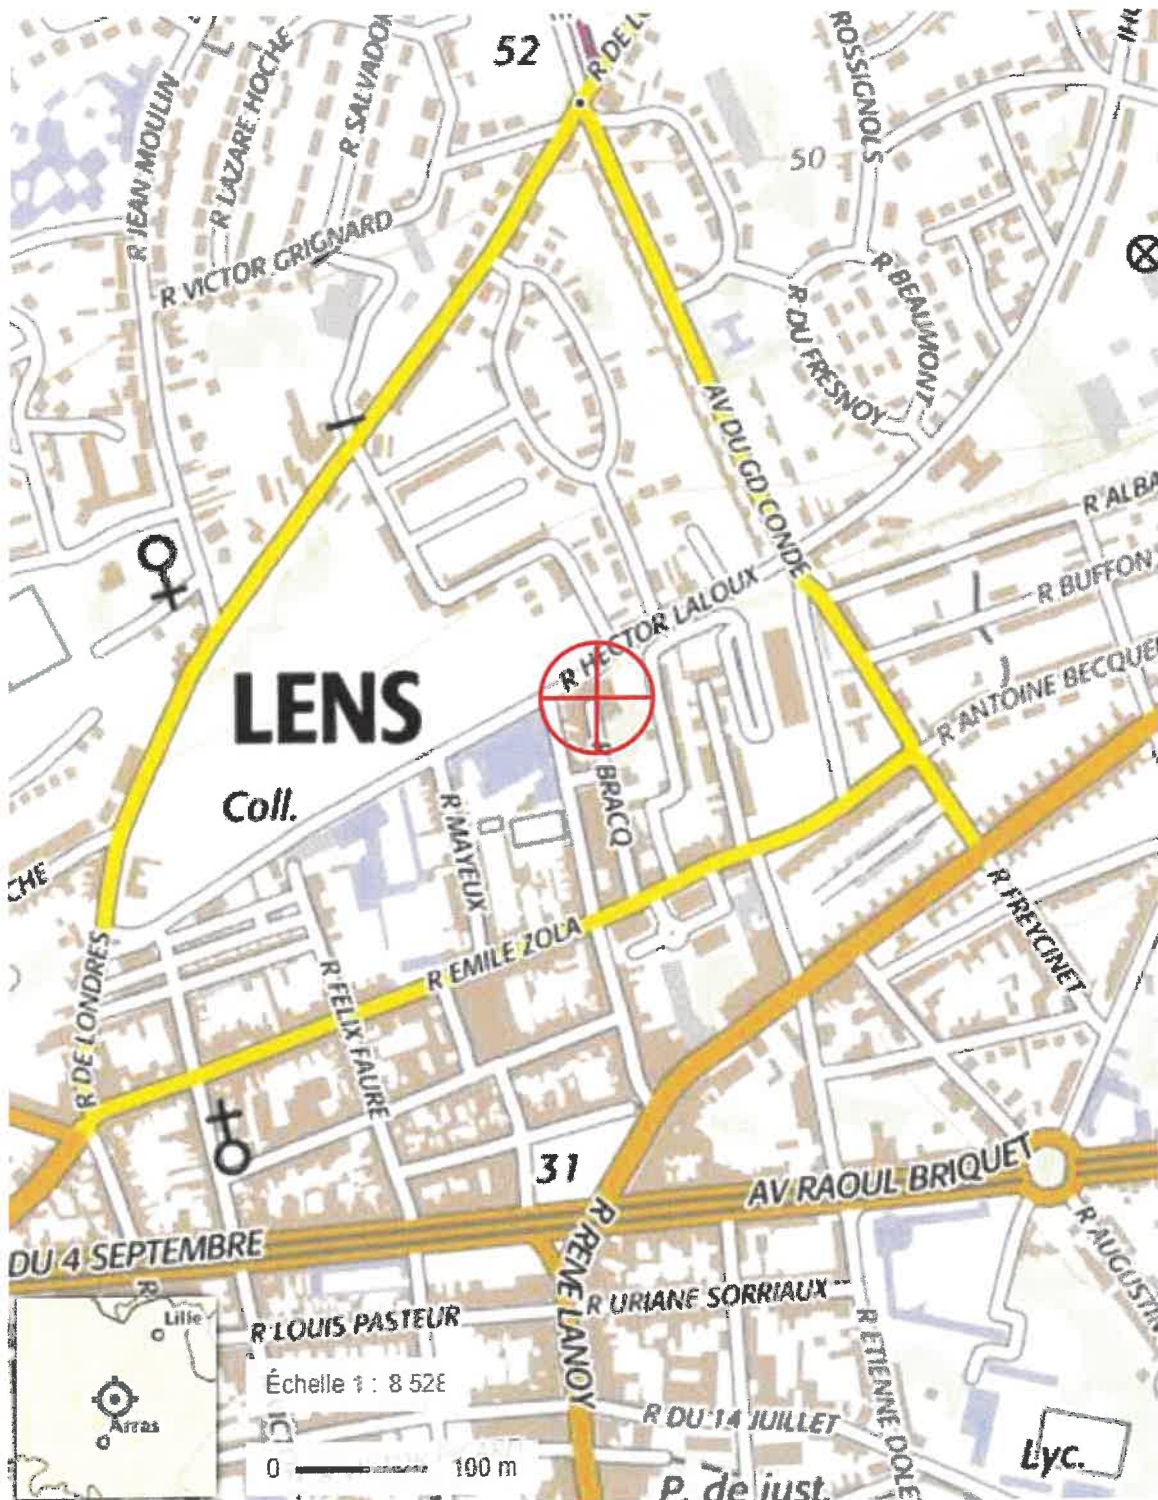 52
R DE L
R JEAN MOULIN
R LAZARE HOCHE
R SALVADOR
ROSSIGNOLS
50
R VICTOR GRIGNARD
R BEAUMONT
R DU FRESNOY
AV DU GD CONDE
R ALBA
R BUFFON
R HECTOR LALOUX
R ANTOINE BECQUE
LENS
Coll.
R MAYEUX
BRACQ
CHE
R FREYCINET
R EMILE ZOLA
R DE LONDRES
R FELIX FAURE
31
AV RAOUL BRIQUET
DU 4 SEPTEMBRE
R RENE LANOY
R AUGUSTIN
R URIANE SORRIAUX
R LOUIS PASTEUR
R ETIENNE DOLE
Lille
Arras
Échelle 1 : 8 528
0 100 m
R DU 14 JUILLET
Lyc.
P. de just.